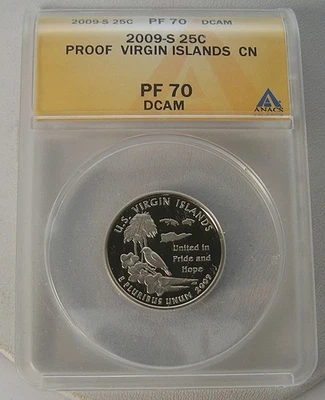 2009-S 25C PF 70 DCAM
2009-S 25C
PROOF VIRGIN ISLANDS CN
PF 70
DCAM
ANACS
U.S. VIRGIN ISLANDS
United in
Pride and
Hope
E PLURIBUS UNUM
2009